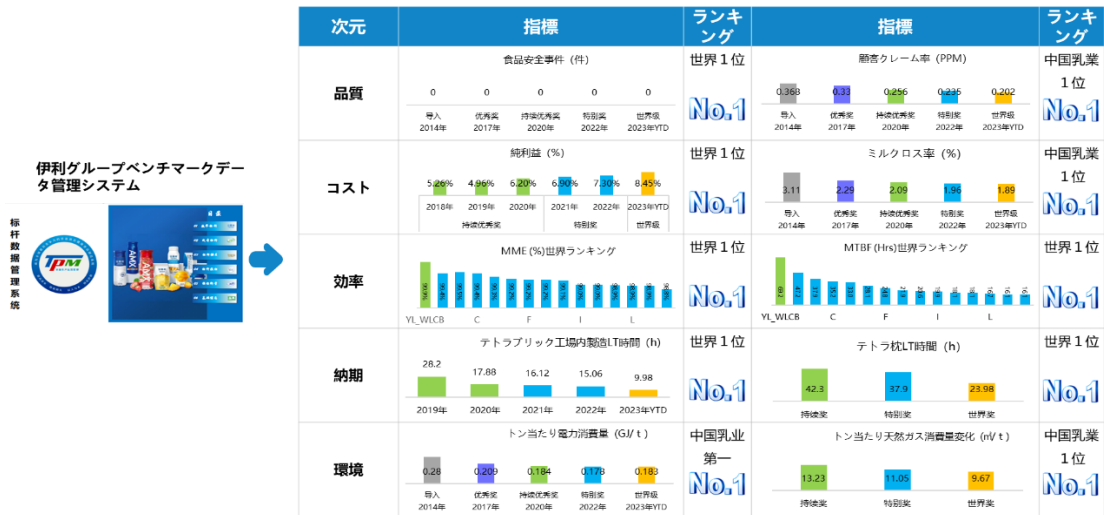 伊利グループベンチマークデー
タ管理システム
标杆数据管理系统
TPM
次元
指標
ランキ
ング
指標
ランキ
ング
品質
食品安全事件（件）
0 0 0 0 0
导入 优秀奖 持续优秀奖 特别奖 世界级
2014年 2017年 2020年 2022年 2023年YTD
世界１位
No.1
顧客クレーム率（PPM）
0.368 0.33 0.256 0.235 0.202
导入 优秀奖 持续优秀奖 特别奖 世界级
2014年 2017年 2020年 2022年 2023年YTD
中国乳業
1位
No.1
コスト
純利益（%）
5.26% 4.96% 6.20% 6.90% 7.30% 8.45%
2018年 2019年 2020年 2021年 2022年 2023年YTD
持续优秀奖 特别奖 世界级
世界１位
No.1
ミルクロス率（%）
3.11 2.29 2.09 1.96 1.89
导入 优秀奖 持续优秀奖 特别奖 世界级
2014年 2017年 2020年 2022年 2023年YTD
中国乳業
1位
No.1
効率
MME (%)世界ランキング
YL_WLCB C F I L
世界１位
No.1
MTBF (Hrs)世界ランキング
YL_WLCB C F I L
世界１位
No.1
納期
テトラブリック工場内製造LT時間（h）
28.2 17.88 16.12 15.06 9.98
2019年 2020年 2021年 2022年 2023年YTD
世界１位
No.1
テトラ枕LT時間（h）
42.3 37.9 23.98
持续奖 特别奖 世界奖
世界１位
No.1
環境
トン当たり電力消費量（GJ/ｔ）
0.28 0.209 0.184 0.178 0.183
导入 优秀奖 持续优秀奖 特别奖 世界级
2014年 2017年 2020年 2022年 2023年YTD
中国乳业
第一
No.1
トン当たり天然ガス消費量変化（㎥/ｔ）
13.23 11.05 9.67
持续奖 特别奖 世界奖
中国乳業
1位
No.1